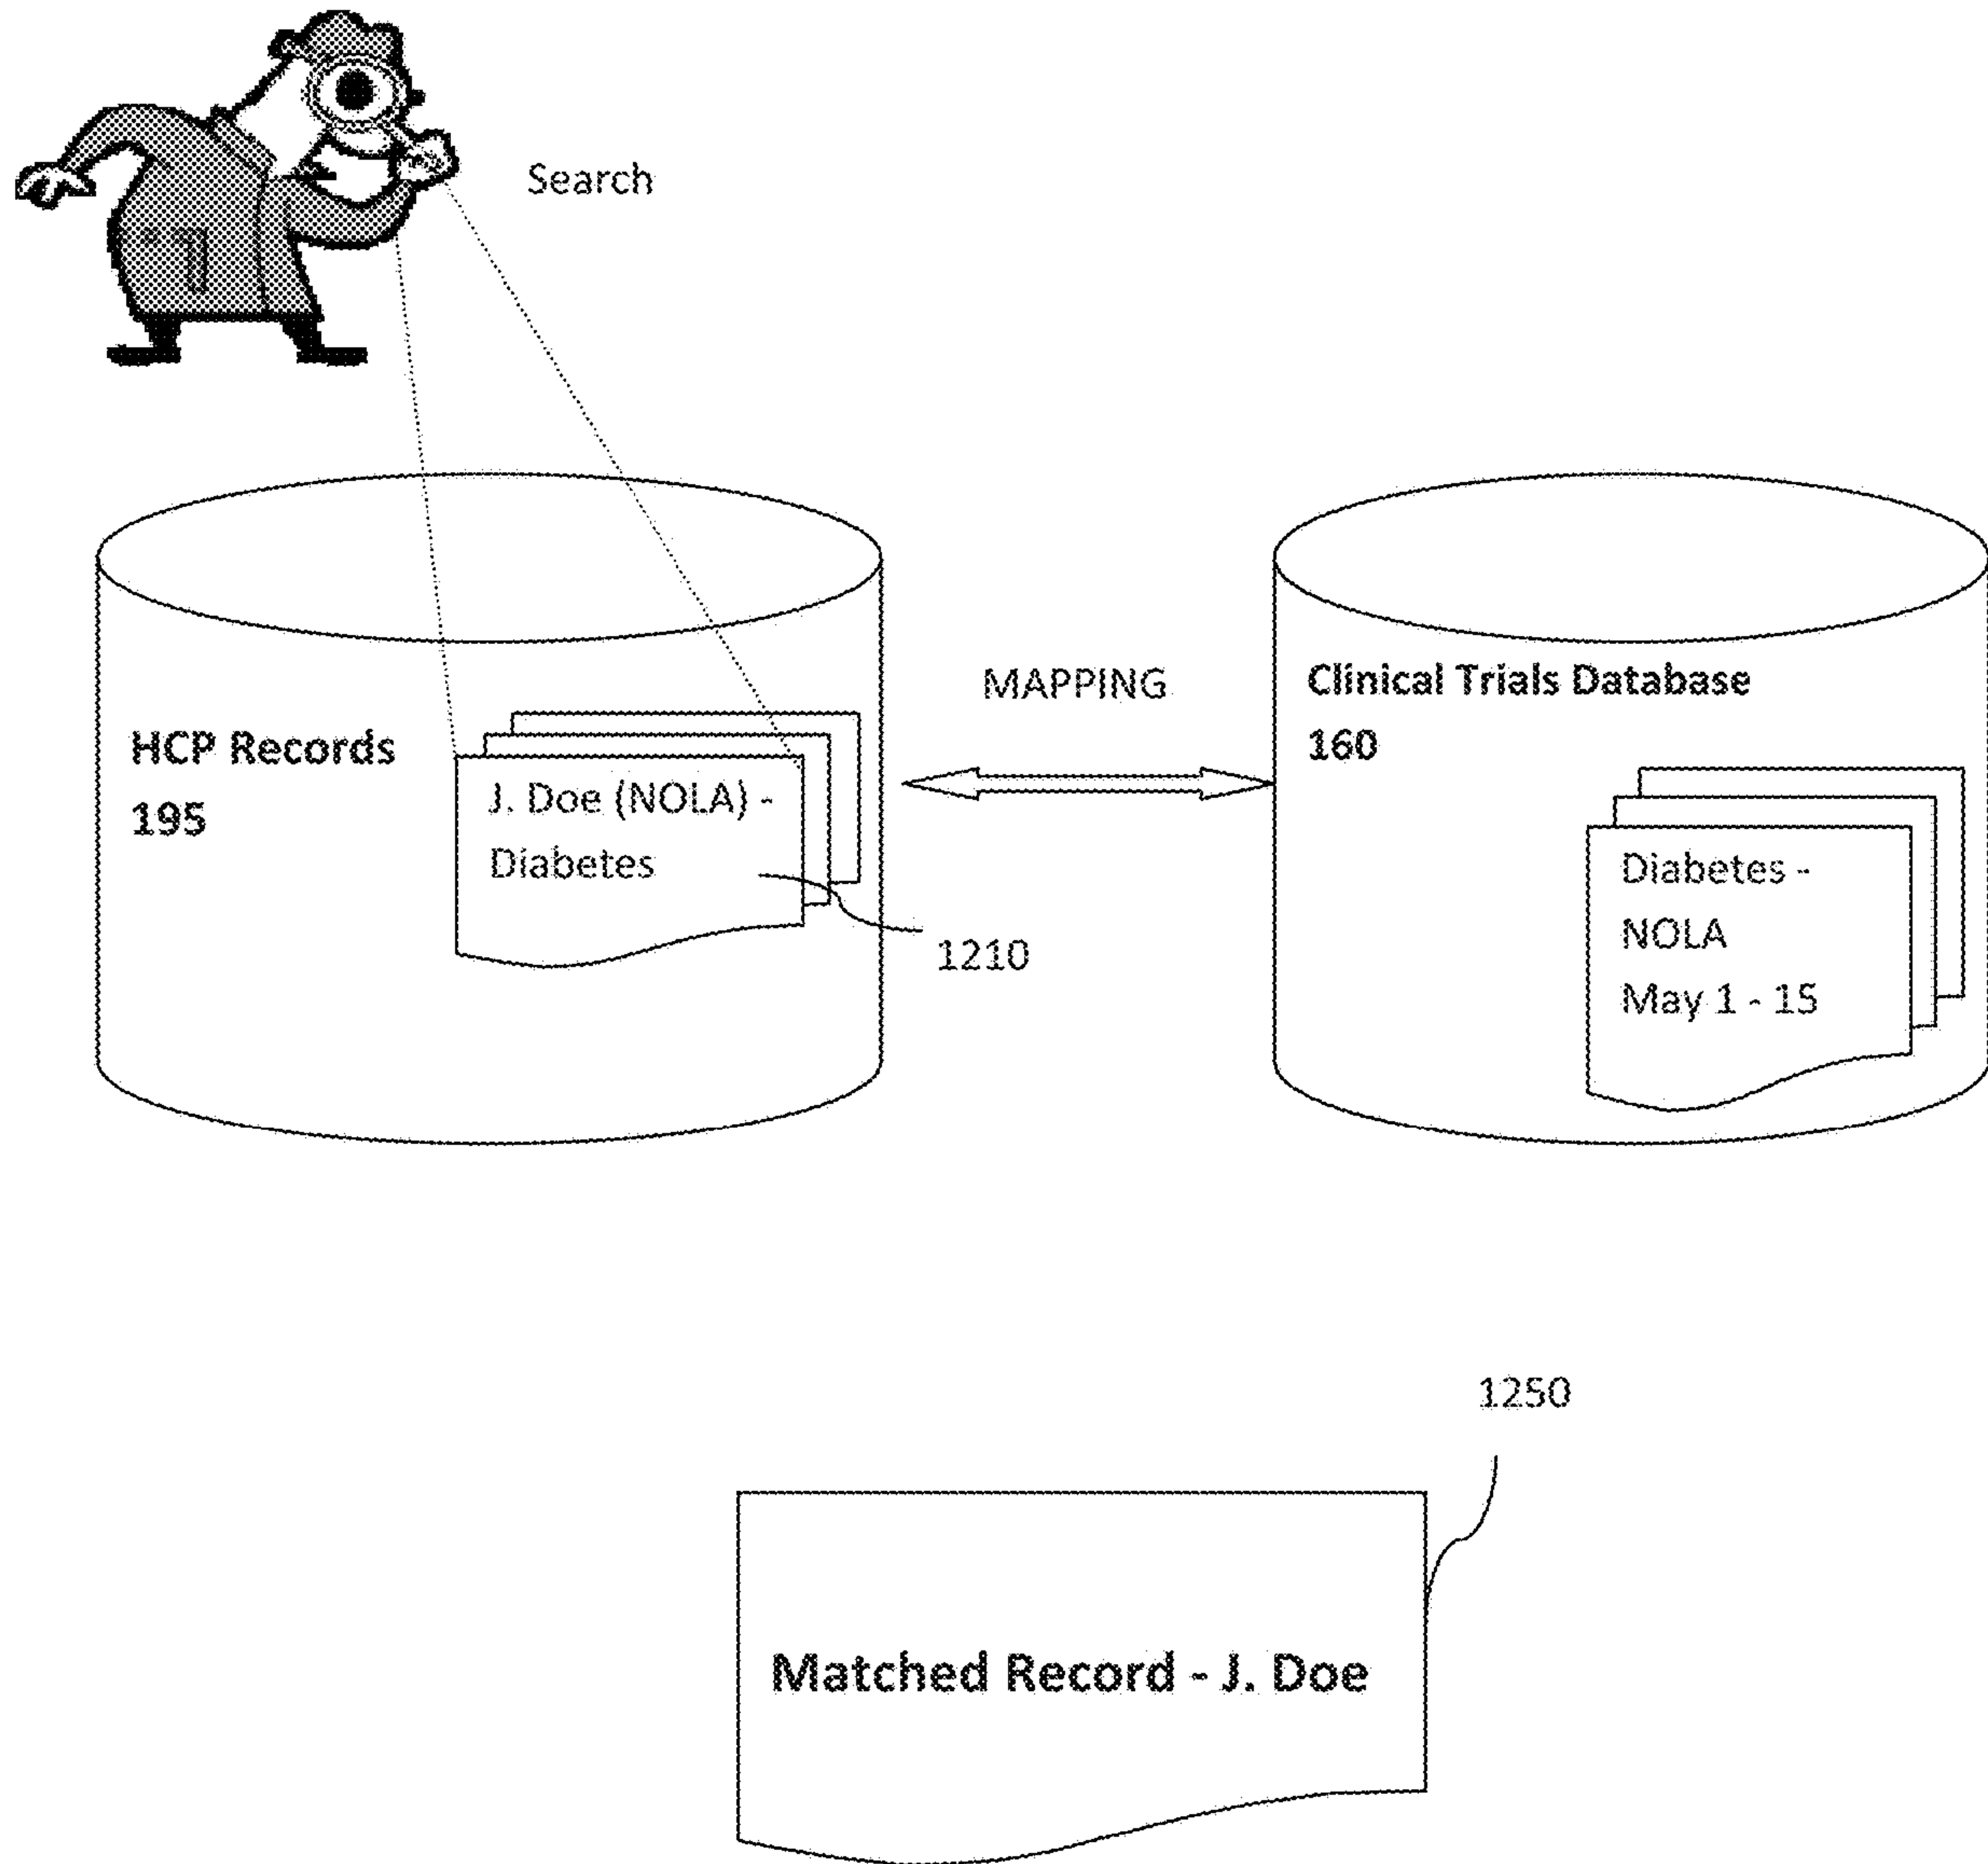 Search
MAPPING
HCP Records
195
J. Doe (NOLA) -
Diabetes
1210
Clinical Trials Database
160
Diabetes -
NOLA
May 1 - 15
1250
Matched Record - J. Doe